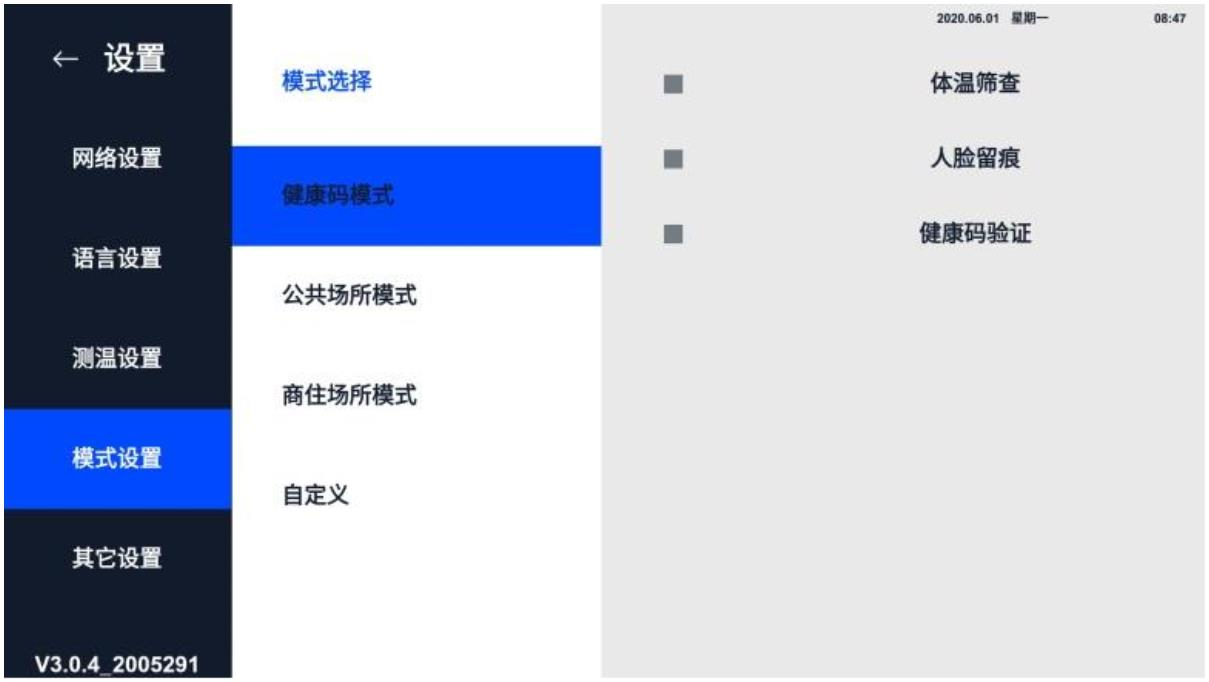 ← 设置
网络设置
语言设置
测温设置
模式设置
其它设置
V3.0.4_2005291
模式选择
健康码模式
公共场所模式
商住场所模式
自定义
2020.06.01 星期一 08:47
体温筛查
人脸留痕
健康码验证